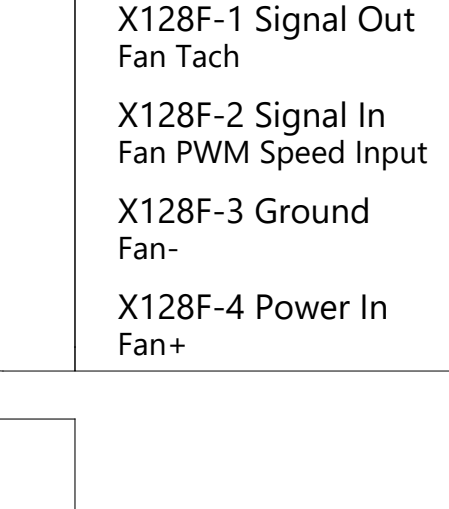 X128F-1 Signal Out
Fan Tach
X128F-2 Signal In
Fan PWM Speed Input
X128F-3 Ground
Fan-
X128F-4 Power In
Fan+